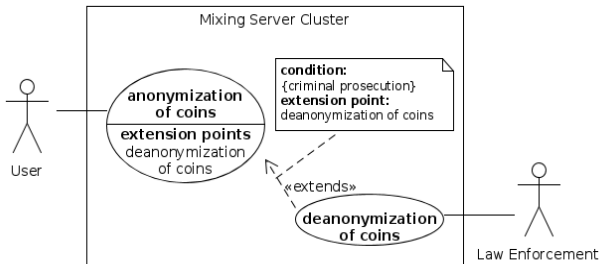 Mixing Server Cluster
condition:
{criminal prosecution}
extension point:
deanonymization of coins
anonymization
of coins
extension points
deanonymization
of coins
User
«extends»
deanonymization
of coins
Law Enforcement